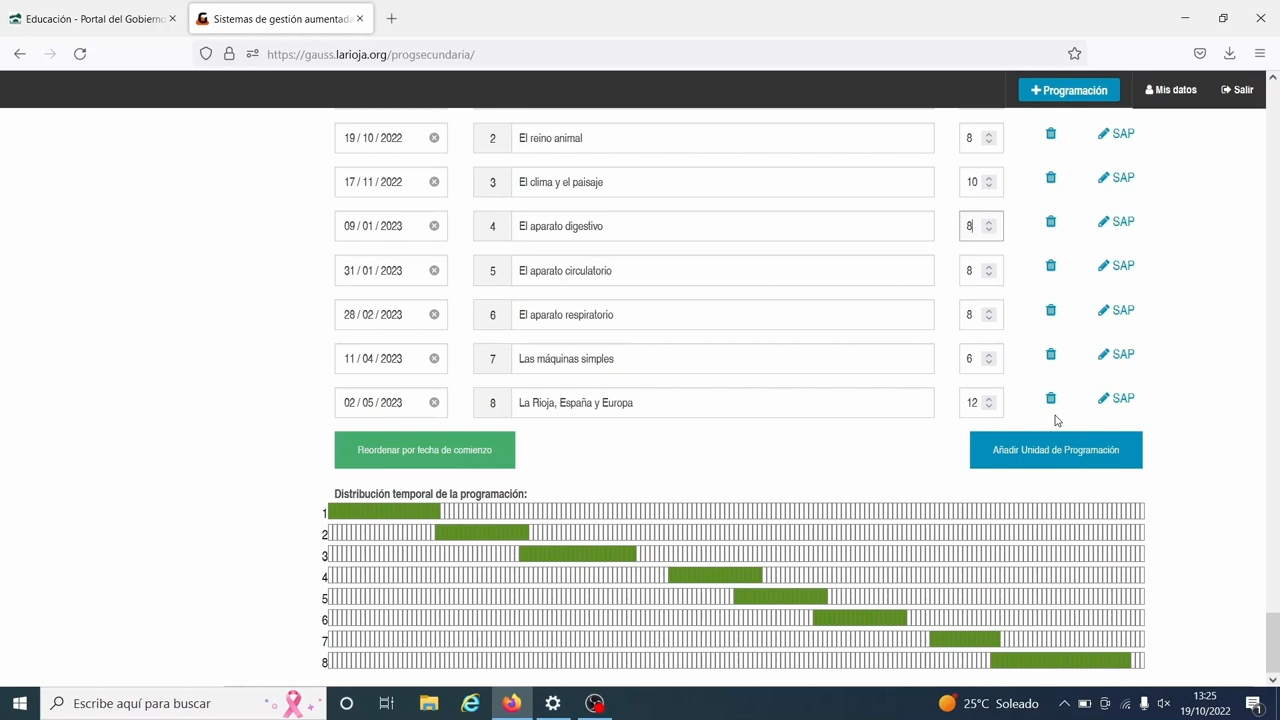 Educación - Portal del Gobierno
Sistemas de gestión aumentada
https://gauss.larioja.org/progsecundaria/
Programación
Mis datos
Salir
19 / 10 / 2022 2 El reino animal 8 SAP
17 / 11 / 2022 3 El clima y el paisaje 10 SAP
09 / 01 / 2023 4 El aparato digestivo 8 SAP
31 / 01 / 2023 5 El aparato circulatorio 8 SAP
28 / 02 / 2023 6 El aparato respiratorio 8 SAP
11 / 04 / 2023 7 Las máquinas simples 6 SAP
02 / 05 / 2023 8 La Rioja, España y Europa 12 SAP
Reordenar por fecha de comienzo
Añadir Unidad de Programación
Distribución temporal de la programación:
1
2
3
4
5
6
7
8
Escribe aquí para buscar
25°C Soleado
13:25
19/10/2022
1